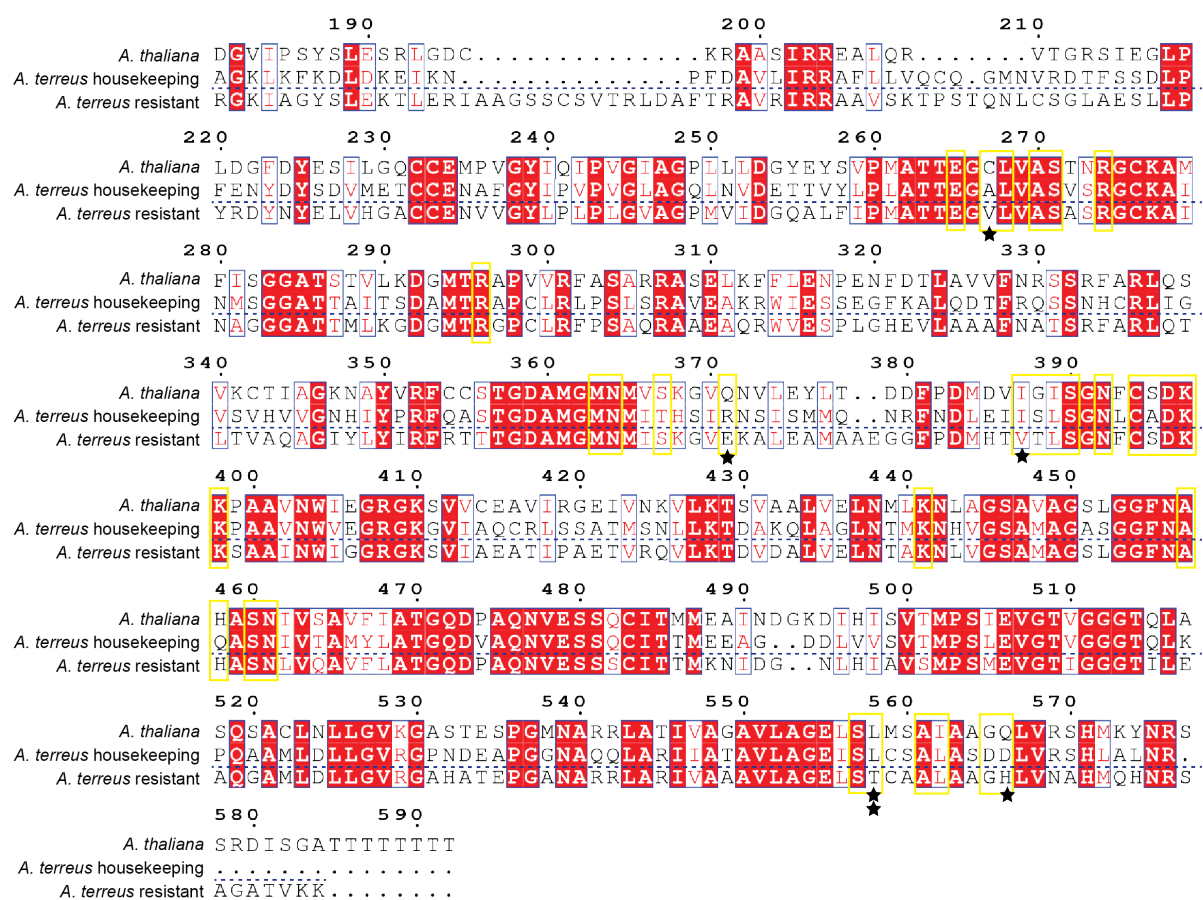 190 200 210
A. thaliana DGVIPSYSLESRLGDC..............KRAASIRREALQR.......VTGRSIEGLP
A. terreus housekeeping AGKLKFKDLDKEIKN..............PFDAVLIRRAFLLVQCQ.GMNVRDTFSSDLP
A. terreus resistant RGKIAGYSLEKTLERIAAGSSCSVTRLDAFTRAVRIRRAAVSKTPSTQNLCSGLAESLLP
220 230 240 250 260 270
A. thaliana LDGFDYESILGQCCEMPVGYIQIPVGIAGPLLLDGYEYSVPMATTEGCLVASTNRGCKAM
A. terreus housekeeping FENYDYSDVMETCCENAFGYIPVPVGLAGQLNVDETTVYLPLATTEGALVASVSRGCKAM
A. terreus resistant YRDYNYELVHGACCENVVGYLPLPLGVAGPMVIDGQALFIPMATTEGVLVASASRGCKAI
280 290 300 310 320 330
A. thaliana FISGGATSTVLKDGMTRAPVVRFASARRASELKFFLENPENFDTLAVVFNRSSRFARLQS
A. terreus housekeeping NMSGGATTAITSDAMTRAPCLRLPSLSRAVEAKRWIESSEGFKALQDTFRQSSNHCRLIG
A. terreus resistant NAGGGATTMLKGDGMTRGPCLRFPSAQRAAEAQRWVESPLGHEVLAAAFNATSRFARLQT
340 350 360 370 380 390
A. thaliana VKCTIAGKNAYVRFCCSTGDAMGMNMVSKGVQNVLEYLT..DDFPDMDVIGISGNFCSDK
A. terreus housekeeping VSVHVVGNHIYPRFQASTGDAMGMNMITHSIRNSISMMQ..NRFNDLEIISLSGNLCADK
A. terreus resistant LTVAQAGIYLYIRFRTTTGDAMGMNMISKGVEKALEAMAAEGGFPDMHTVTLSGNFCSDK
400 410 420 430 440 450
A. thaliana KPAAVNWIEGRGKSVVCEAVIRGEIVNKVLKTSVAALVELNMLKNLAGSAVAGSLGGFNA
A. terreus housekeeping KPAAVNWVEGRGKGVIAQCRLSSATMSNLLKTDAKQLAGLNTMKNHVGSAMAGASGGFNA
A. terreus resistant KSAAINWIGGRGKSVIAEATIPAETVRQVLKTDVDALVELNTAKNLVGSAMAGSLGGFNA
460 470 480 490 500 510
A. thaliana HASNIVSAVFIATGQDPAQNVESSQCITMMEAINDGKDIHISVTMPSIEVGTVGGGTQLA
A. terreus housekeeping QASNIVTAMYLATGQDVAQNVESSQCITTMEEAG..DDLVVSVTMPSIEVGTVGGGTQLK
A. terreus resistant HASNLVQAVFLATGQDPAQNVESSSCITTMKNIDG..NLHIAVSMPSMEVGTIGGGTILE
520 530 540 550 560 570
A. thaliana SQSACLNLLGVKGASTESPGMNARRLATIVAGAVLAGELSLMSAIAAGQLVRSHMKYNRS
A. terreus housekeeping PQAAMLDLLGVRGPNDEAPGNNAQQLARIIATAVLAGELSLCSALASDDLVRSHLALNR.
A. terreus resistant AQGAMLDLLGVRGAHATEPGANARRLARIVAAAVLAGELSTCAALAAGHLVNAHMQHNRS
580 590
A. thaliana SRDISGATTTTTTTT
A. terreus housekeeping ...............
A. terreus resistant AGATVKK........